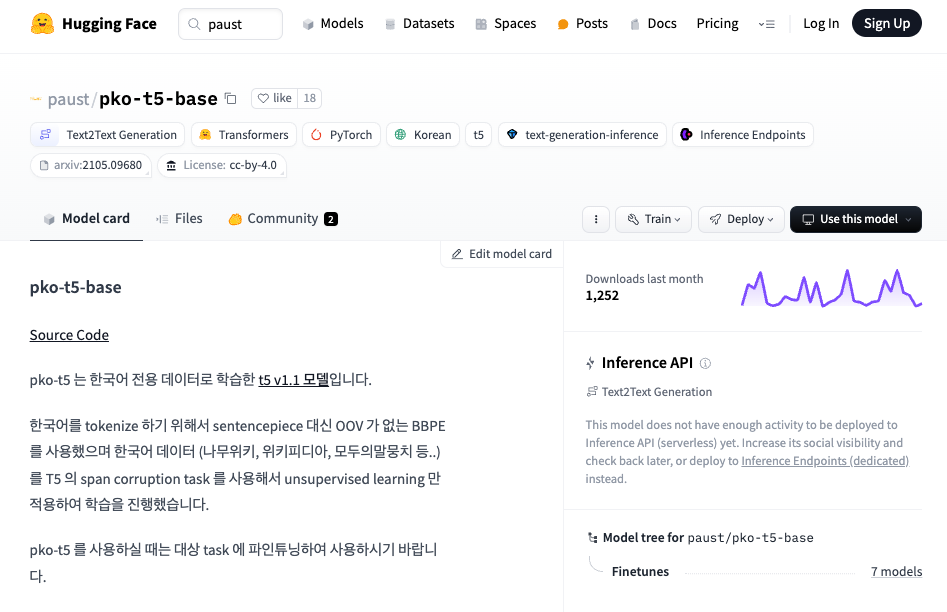 Hugging Face
paust
Models
Datasets
Spaces
Posts
Docs
Pricing
Log In
Sign Up
paust/pko-t5-base
like 18
Text2Text Generation
Transformers
PyTorch
Korean
t5
text-generation-inference
Inference Endpoints
arxiv:2105.09680
License: cc-by-4.0
Model card
Files
Community 2
Train
Deploy
Use this model
Edit model card
pko-t5-base
Source Code
pko-t5 는 한국어 전용 데이터로 학습한 t5 v1.1 모델입니다.
한국어를 tokenize 하기 위해서 sentencepiece 대신 OOV 가 없는 BBPE
를 사용했으며 한국어 데이터 (나무위키, 위키피디아, 모두의말뭉치 등..)
를 T5 의 span corruption task 를 사용해서 unsupervised learning 만
적용하여 학습을 진행했습니다.
pko-t5 를 사용하실 때는 대상 task 에 파인튜닝하여 사용하시기 바랍니
다.
Downloads last month
1,252
Inference API
Text2Text Generation
This model does not have enough activity to be deployed to
Inference API (serverless) yet. Increase its social visibility and
check back later, or deploy to Inference Endpoints (dedicated)
instead.
Model tree for paust/pko-t5-base
Finetunes
7 models